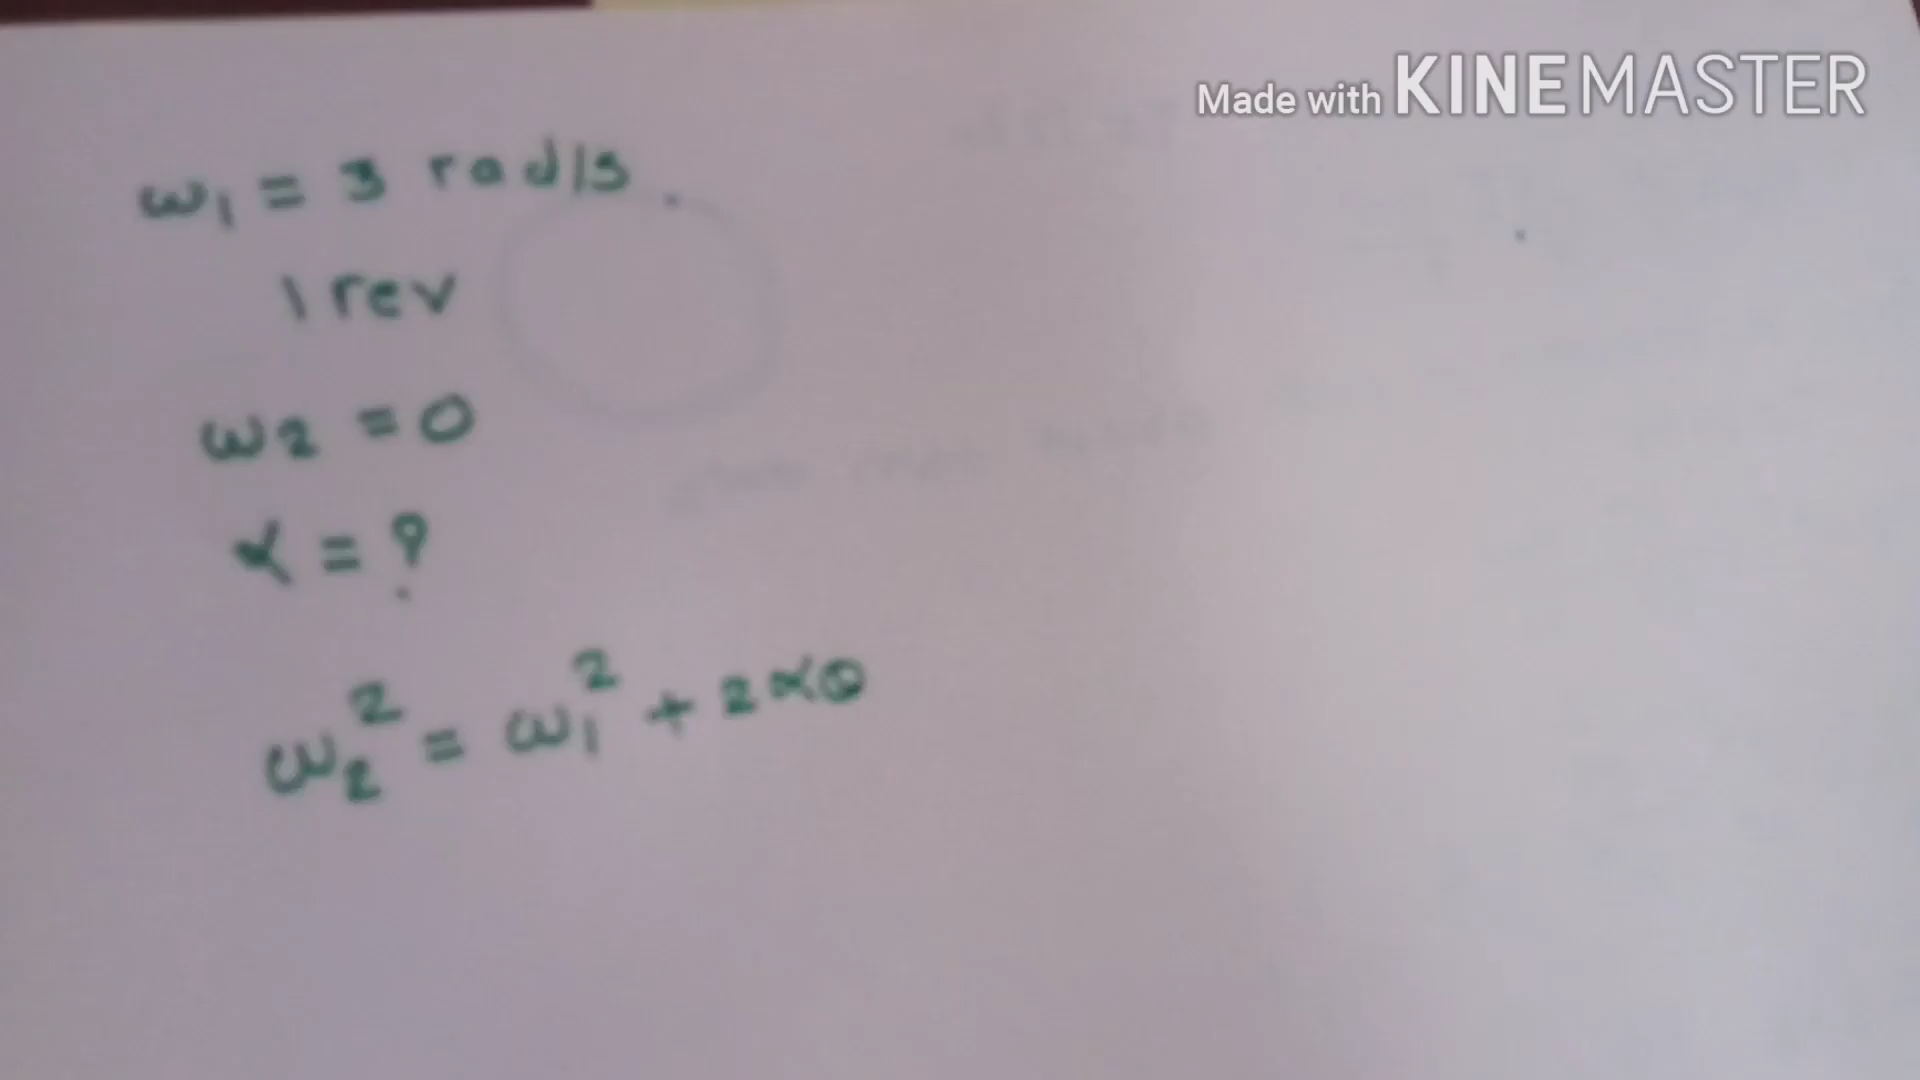 Made with KINEMASTER
ω₁ = 3 rad/s.
1 rev
ω2 = 0
α = ?
ω₂² = ω₁² + 2αθ